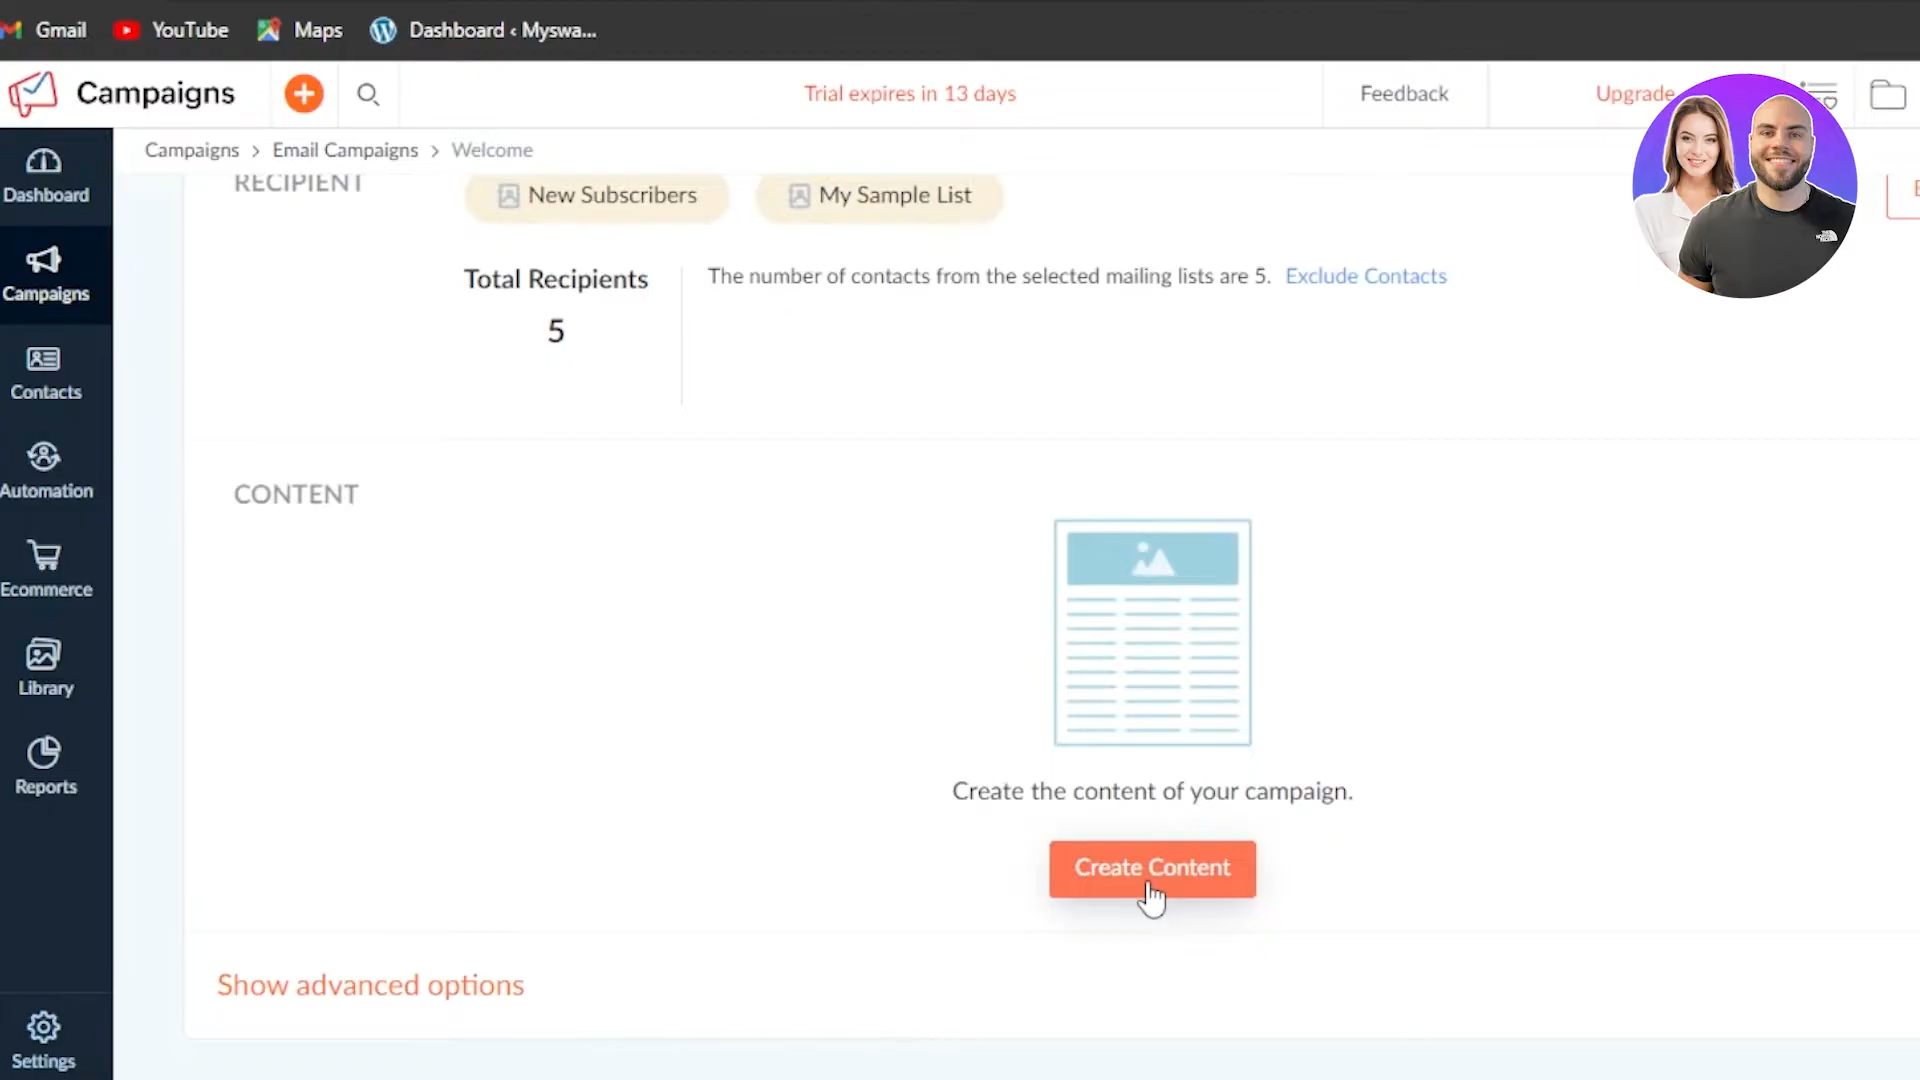 Gmail YouTube Maps Dashboard ‹ Myswa...
Campaigns Trial expires in 13 days Feedback Upgrade
Campaigns > Email Campaigns > Welcome
RECIPIENT New Subscribers My Sample List
Total Recipients The number of contacts from the selected mailing lists are 5. Exclude Contacts
5
CONTENT
Create the content of your campaign.
Create Content
Show advanced options
Dashboard
Campaigns
Contacts
Automation
Ecommerce
Library
Reports
Settings